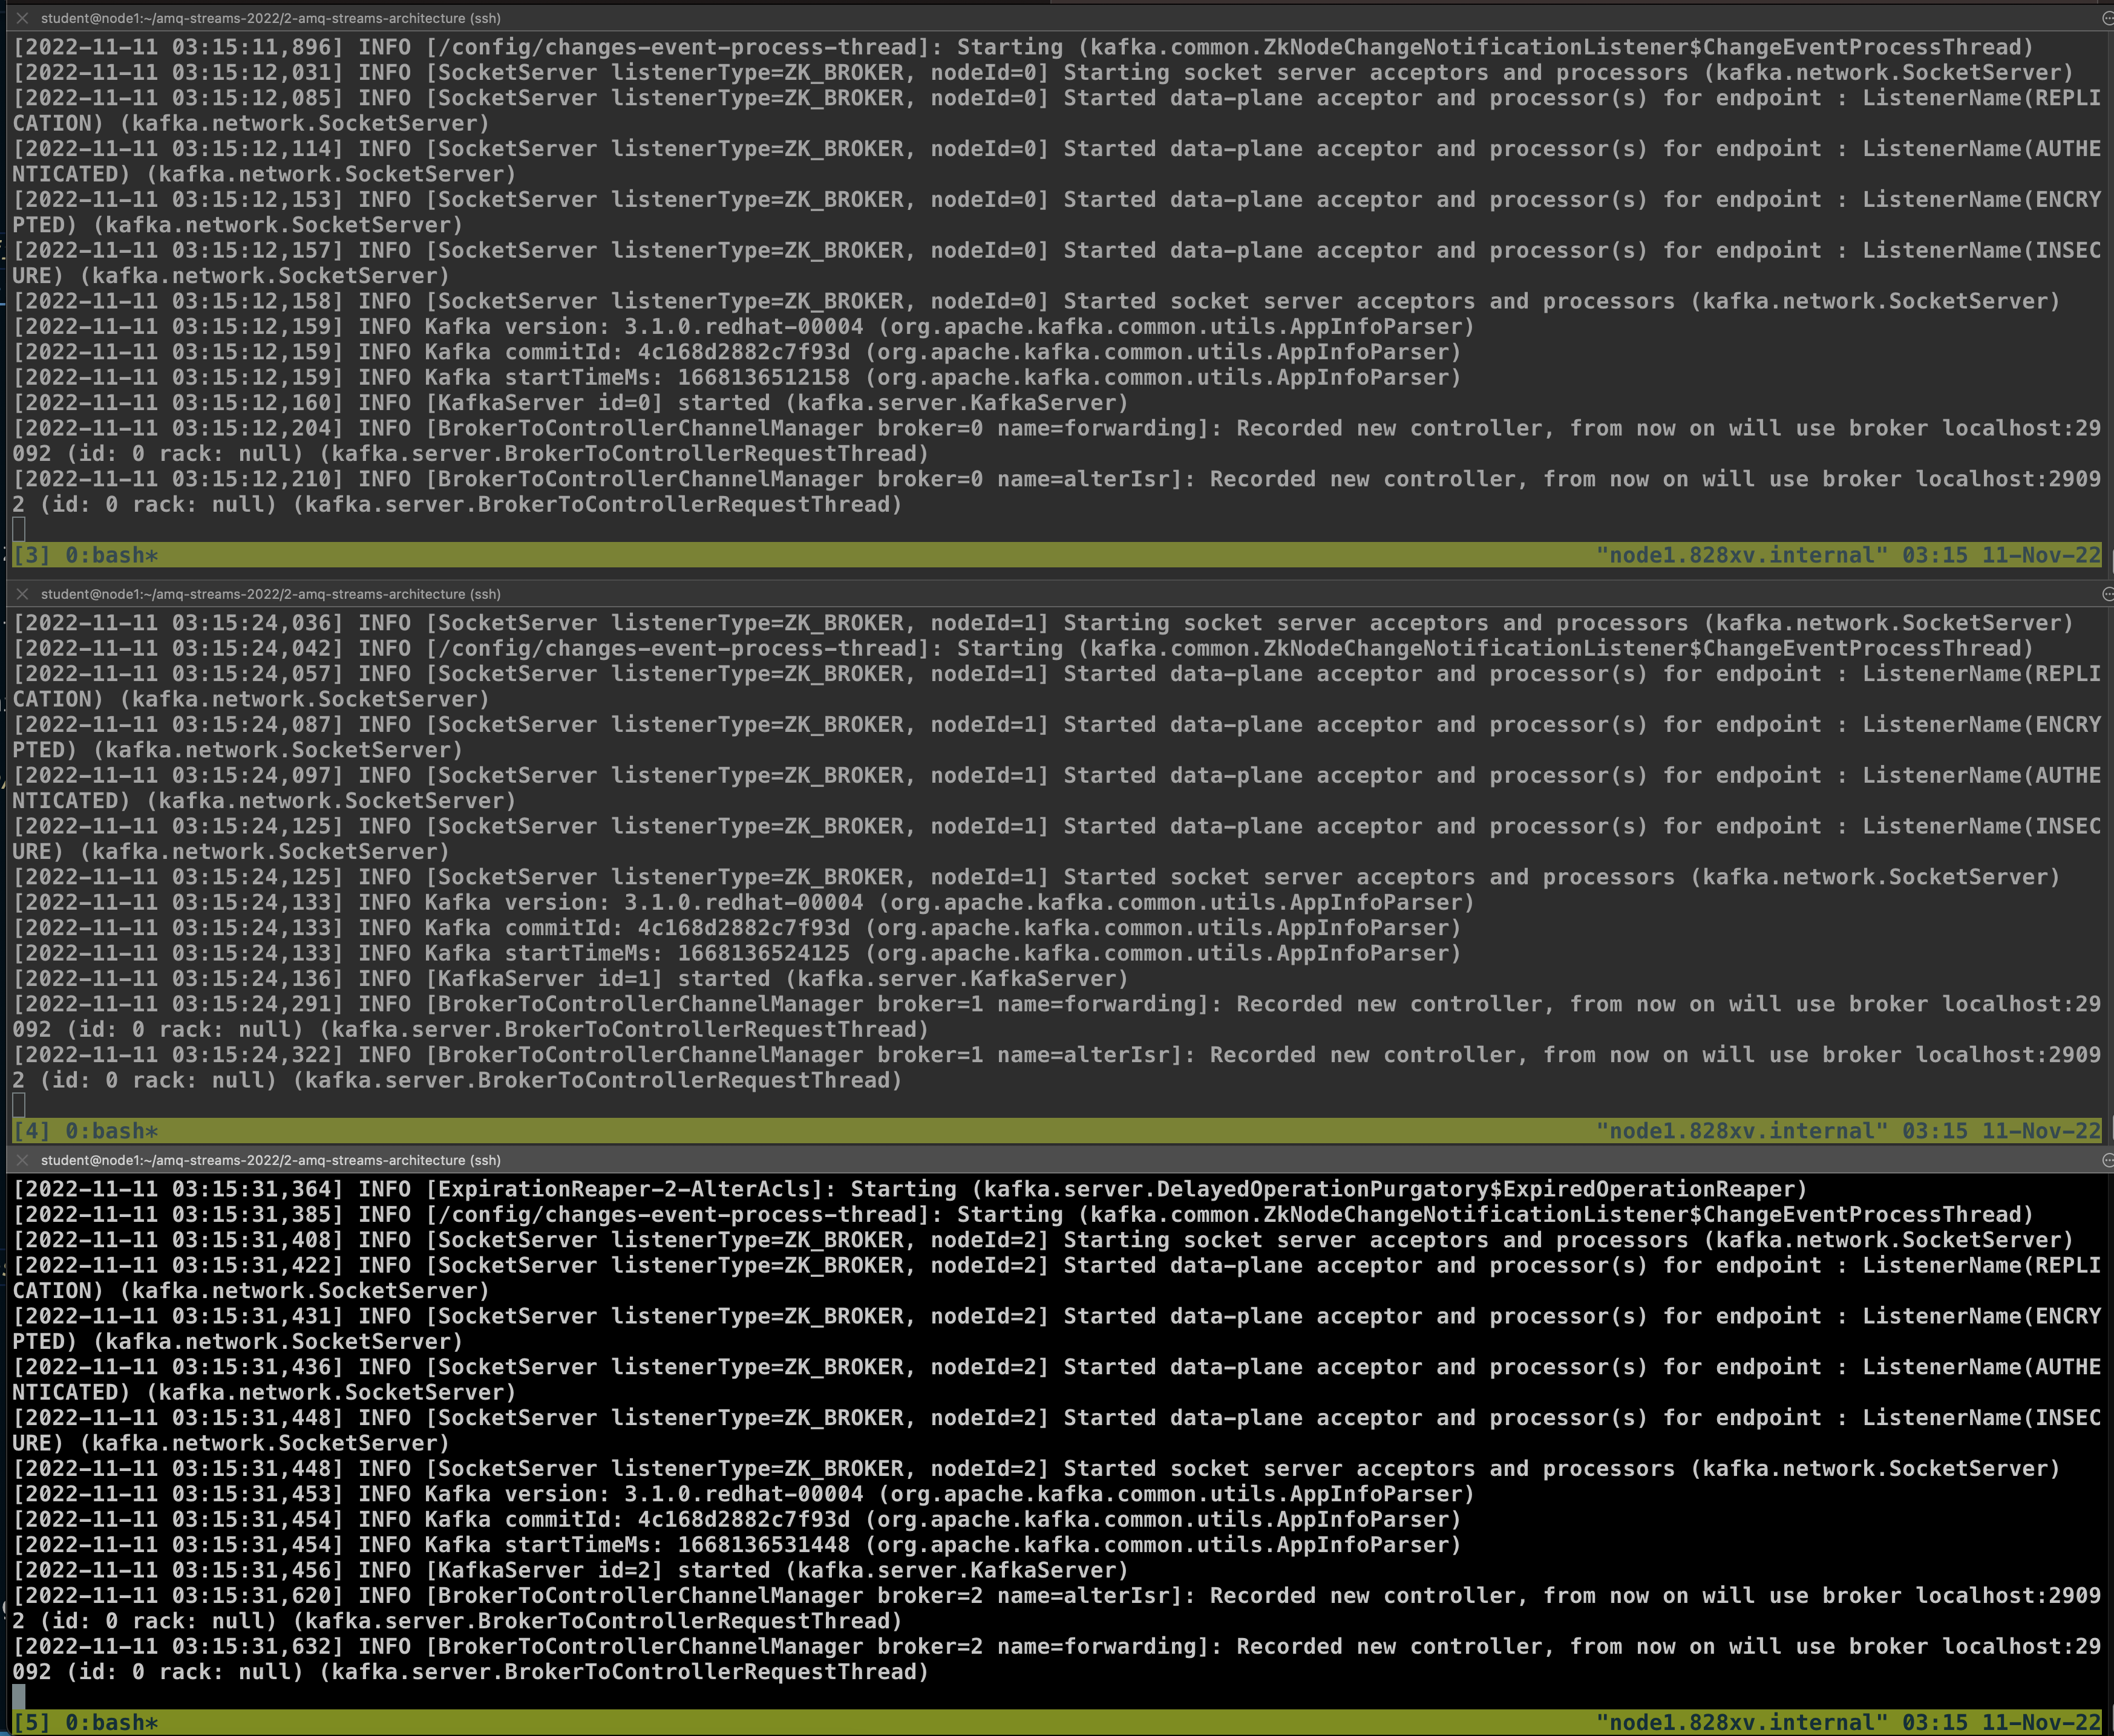 student@node1:~/amq-streams-2022/2-amq-streams-architecture (ssh)
[2022-11-11 03:15:11,896] INFO [/config/changes-event-process-thread]: Starting (kafka.common.ZkNodeChangeNotificationListener$ChangeEventProcessThread)
[2022-11-11 03:15:12,031] INFO [SocketServer listenerType=ZK_BROKER, nodeId=0] Starting socket server acceptors and processors (kafka.network.SocketServer)
[2022-11-11 03:15:12,085] INFO [SocketServer listenerType=ZK_BROKER, nodeId=0] Started data-plane acceptor and processor(s) for endpoint : ListenerName(REPLI
CATION) (kafka.network.SocketServer)
[2022-11-11 03:15:12,114] INFO [SocketServer listenerType=ZK_BROKER, nodeId=0] Started data-plane acceptor and processor(s) for endpoint : ListenerName(AUTHE
NTICATED) (kafka.network.SocketServer)
[2022-11-11 03:15:12,153] INFO [SocketServer listenerType=ZK_BROKER, nodeId=0] Started data-plane acceptor and processor(s) for endpoint : ListenerName(ENCRY
PTED) (kafka.network.SocketServer)
[2022-11-11 03:15:12,157] INFO [SocketServer listenerType=ZK_BROKER, nodeId=0] Started data-plane acceptor and processor(s) for endpoint : ListenerName(INSEC
URE) (kafka.network.SocketServer)
[2022-11-11 03:15:12,158] INFO [SocketServer listenerType=ZK_BROKER, nodeId=0] Started socket server acceptors and processors (kafka.network.SocketServer)
[2022-11-11 03:15:12,159] INFO Kafka version: 3.1.0.redhat-00004 (org.apache.kafka.common.utils.AppInfoParser)
[2022-11-11 03:15:12,159] INFO Kafka commitId: 4c168d2882c7f93d (org.apache.kafka.common.utils.AppInfoParser)
[2022-11-11 03:15:12,159] INFO Kafka startTimeMs: 1668136512158 (org.apache.kafka.common.utils.AppInfoParser)
[2022-11-11 03:15:12,160] INFO [KafkaServer id=0] started (kafka.server.KafkaServer)
[2022-11-11 03:15:12,204] INFO [BrokerToControllerChannelManager broker=0 name=forwarding]: Recorded new controller, from now on will use broker localhost:29
092 (id: 0 rack: null) (kafka.server.BrokerToControllerRequestThread)
[2022-11-11 03:15:12,210] INFO [BrokerToControllerChannelManager broker=0 name=alterIsr]: Recorded new controller, from now on will use broker localhost:2909
2 (id: 0 rack: null) (kafka.server.BrokerToControllerRequestThread)
[3] 0:bash* "node1.828xv.internal" 03:15 11-Nov-22
student@node1:~/amq-streams-2022/2-amq-streams-architecture (ssh)
[2022-11-11 03:15:24,036] INFO [SocketServer listenerType=ZK_BROKER, nodeId=1] Starting socket server acceptors and processors (kafka.network.SocketServer)
[2022-11-11 03:15:24,042] INFO [/config/changes-event-process-thread]: Starting (kafka.common.ZkNodeChangeNotificationListener$ChangeEventProcessThread)
[2022-11-11 03:15:24,057] INFO [SocketServer listenerType=ZK_BROKER, nodeId=1] Started data-plane acceptor and processor(s) for endpoint : ListenerName(REPLI
CATION) (kafka.network.SocketServer)
[2022-11-11 03:15:24,087] INFO [SocketServer listenerType=ZK_BROKER, nodeId=1] Started data-plane acceptor and processor(s) for endpoint : ListenerName(ENCRY
PTED) (kafka.network.SocketServer)
[2022-11-11 03:15:24,097] INFO [SocketServer listenerType=ZK_BROKER, nodeId=1] Started data-plane acceptor and processor(s) for endpoint : ListenerName(AUTHE
NTICATED) (kafka.network.SocketServer)
[2022-11-11 03:15:24,125] INFO [SocketServer listenerType=ZK_BROKER, nodeId=1] Started data-plane acceptor and processor(s) for endpoint : ListenerName(INSEC
URE) (kafka.network.SocketServer)
[2022-11-11 03:15:24,125] INFO [SocketServer listenerType=ZK_BROKER, nodeId=1] Started socket server acceptors and processors (kafka.network.SocketServer)
[2022-11-11 03:15:24,133] INFO Kafka version: 3.1.0.redhat-00004 (org.apache.kafka.common.utils.AppInfoParser)
[2022-11-11 03:15:24,133] INFO Kafka commitId: 4c168d2882c7f93d (org.apache.kafka.common.utils.AppInfoParser)
[2022-11-11 03:15:24,133] INFO Kafka startTimeMs: 1668136524125 (org.apache.kafka.common.utils.AppInfoParser)
[2022-11-11 03:15:24,136] INFO [KafkaServer id=1] started (kafka.server.KafkaServer)
[2022-11-11 03:15:24,291] INFO [BrokerToControllerChannelManager broker=1 name=forwarding]: Recorded new controller, from now on will use broker localhost:29
092 (id: 0 rack: null) (kafka.server.BrokerToControllerRequestThread)
[2022-11-11 03:15:24,322] INFO [BrokerToControllerChannelManager broker=1 name=alterIsr]: Recorded new controller, from now on will use broker localhost:2909
2 (id: 0 rack: null) (kafka.server.BrokerToControllerRequestThread)
[4] 0:bash* "node1.828xv.internal" 03:15 11-Nov-22
student@node1:~/amq-streams-2022/2-amq-streams-architecture (ssh)
[2022-11-11 03:15:31,364] INFO [ExpirationReaper-2-AlterAcls]: Starting (kafka.server.DelayedOperationPurgatory$ExpiredOperationReaper)
[2022-11-11 03:15:31,385] INFO [/config/changes-event-process-thread]: Starting (kafka.common.ZkNodeChangeNotificationListener$ChangeEventProcessThread)
[2022-11-11 03:15:31,408] INFO [SocketServer listenerType=ZK_BROKER, nodeId=2] Starting socket server acceptors and processors (kafka.network.SocketServer)
[2022-11-11 03:15:31,422] INFO [SocketServer listenerType=ZK_BROKER, nodeId=2] Started data-plane acceptor and processor(s) for endpoint : ListenerName(REPLI
CATION) (kafka.network.SocketServer)
[2022-11-11 03:15:31,431] INFO [SocketServer listenerType=ZK_BROKER, nodeId=2] Started data-plane acceptor and processor(s) for endpoint : ListenerName(ENCRY
PTED) (kafka.network.SocketServer)
[2022-11-11 03:15:31,436] INFO [SocketServer listenerType=ZK_BROKER, nodeId=2] Started data-plane acceptor and processor(s) for endpoint : ListenerName(AUTHE
NTICATED) (kafka.network.SocketServer)
[2022-11-11 03:15:31,448] INFO [SocketServer listenerType=ZK_BROKER, nodeId=2] Started data-plane acceptor and processor(s) for endpoint : ListenerName(INSEC
URE) (kafka.network.SocketServer)
[2022-11-11 03:15:31,448] INFO [SocketServer listenerType=ZK_BROKER, nodeId=2] Started socket server acceptors and processors (kafka.network.SocketServer)
[2022-11-11 03:15:31,453] INFO Kafka version: 3.1.0.redhat-00004 (org.apache.kafka.common.utils.AppInfoParser)
[2022-11-11 03:15:31,454] INFO Kafka commitId: 4c168d2882c7f93d (org.apache.kafka.common.utils.AppInfoParser)
[2022-11-11 03:15:31,454] INFO Kafka startTimeMs: 1668136531448 (org.apache.kafka.common.utils.AppInfoParser)
[2022-11-11 03:15:31,456] INFO [KafkaServer id=2] started (kafka.server.KafkaServer)
[2022-11-11 03:15:31,620] INFO [BrokerToControllerChannelManager broker=2 name=alterIsr]: Recorded new controller, from now on will use broker localhost:2909
2 (id: 0 rack: null) (kafka.server.BrokerToControllerRequestThread)
[2022-11-11 03:15:31,632] INFO [BrokerToControllerChannelManager broker=2 name=forwarding]: Recorded new controller, from now on will use broker localhost:29
092 (id: 0 rack: null) (kafka.server.BrokerToControllerRequestThread)
[5] 0:bash* "node1.828xv.internal" 03:15 11-Nov-22